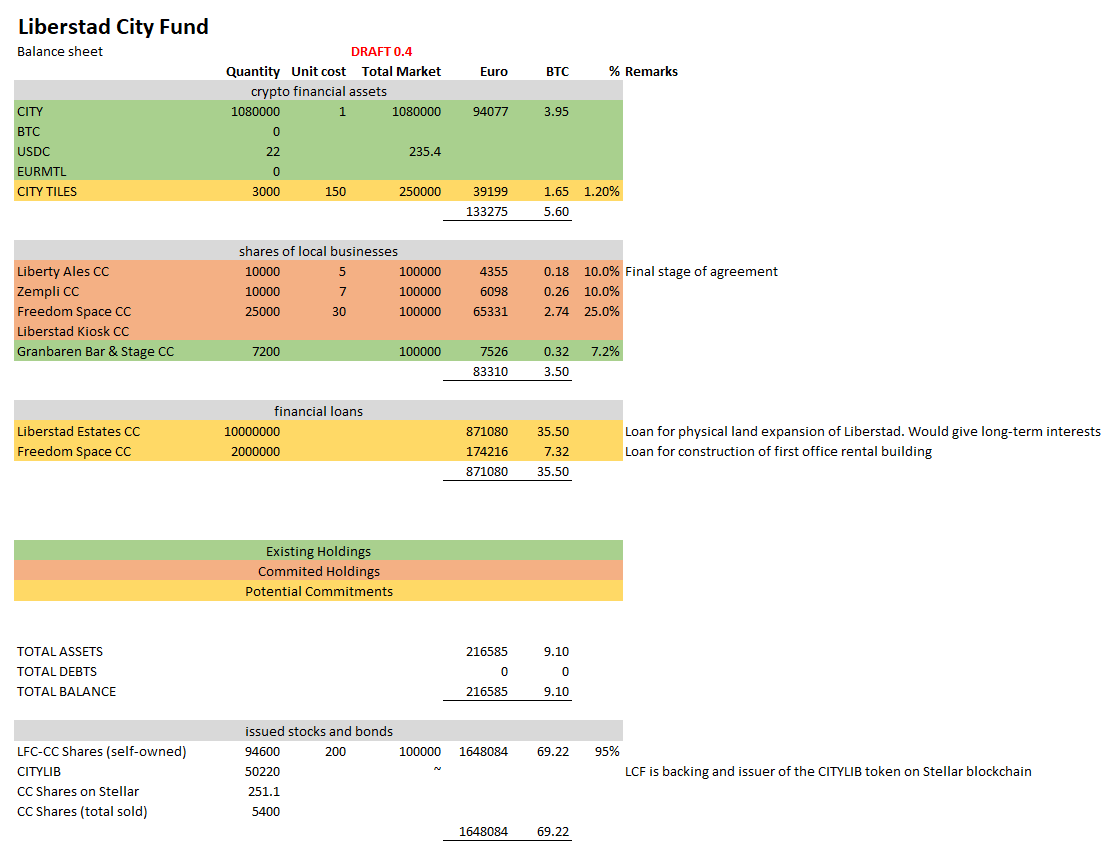 Liberstad City Fund
Balance sheet DRAFT 0.4
Quantity Unit cost Total Market Euro BTC % Remarks
crypto financial assets
CITY 1080000 1 1080000 94077 3.95
BTC 0
USDC 22 235.4
EURMTL 0
CITY TILES 3000 150 250000 39199 1.65 1.20%
133275 5.60
shares of local businesses
Liberty Ales CC 10000 5 100000 4355 0.18 10.0% Final stage of agreement
Zempli CC 10000 7 100000 6098 0.26 10.0%
Freedom Space CC 25000 30 100000 65331 2.74 25.0%
Liberstad Kiosk CC
Granbaren Bar & Stage CC 7200 100000 7526 0.32 7.2%
83310 3.50
financial loans
Liberstad Estates CC 10000000 871080 35.50 Loan for physical land expansion of Liberstad. Would give long-term interests
Freedom Space CC 2000000 174216 7.32 Loan for construction of first office rental building
871080 35.50
Existing Holdings
Commited Holdings
Potential Commitments
TOTAL ASSETS 216585 9.10
TOTAL DEBTS 0 0
TOTAL BALANCE 216585 9.10
issued stocks and bonds
LFC-CC Shares (self-owned) 94600 200 100000 1648084 69.22 95%
CITYLIB 50220 ~ LCF is backing and issuer of the CITYLIB token on Stellar blockchain
CC Shares on Stellar 251.1
CC Shares (total sold) 5400
1648084 69.22